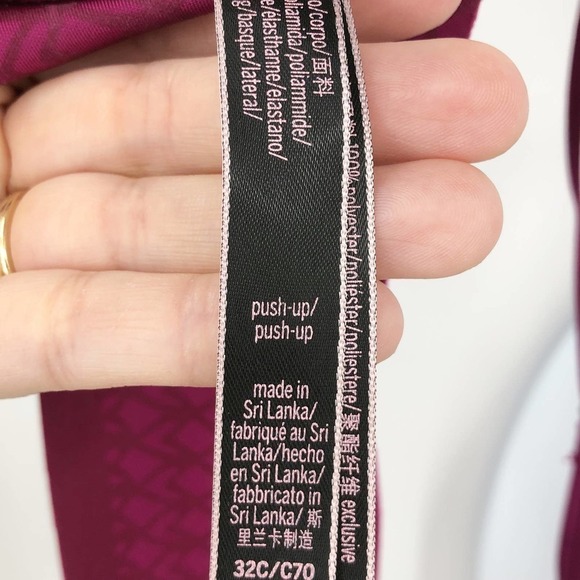 /corpo/面料
poliamida/poliammide/
/élasthanne/elastano/
/basque/lateral/
push-up/
push-up
made in
Sri Lanka/
fabriqué au Sri
Lanka/hecho
en Sri Lanka/
fabbricato in
Sri Lanka/ 斯
里兰卡制造
32C/C70
100% polyester/poliéster/poliestere/聚酯纤维 exclusive